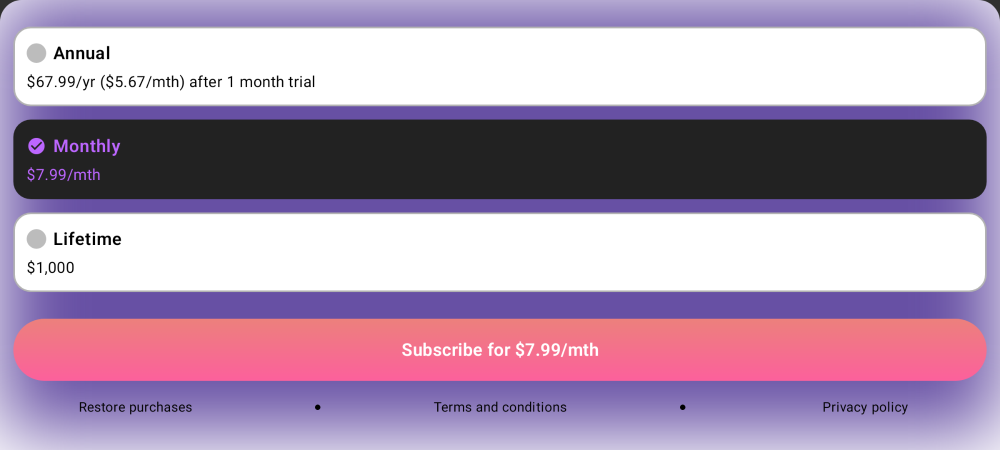 Annual
$67.99/yr ($5.67/mth) after 1 month trial
Monthly
$7.99/mth
Lifetime
$1,000
Subscribe for $7.99/mth
Restore purchases • Terms and conditions • Privacy policy